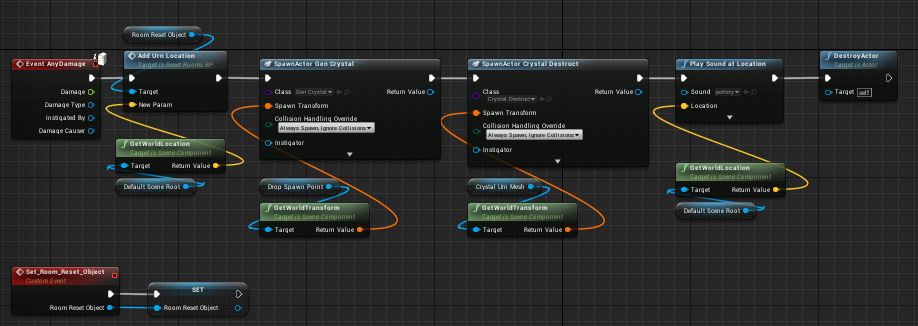 Room Reset Object
Event AnyDamage
Damage
Damage Type
Instigated By
Damage Causer
Add Urn Location
Target is Reset Rooms BP
Target
New Param
GetWorldLocation
Target is Scene Component
Target
Return Value
Default Scene Root
SpawnActor Gen Crystal
Class
Gen Crystal
Return Value
Spawn Transform
Collision Handling Override
Always Spawn, Ignore Collisions
Instigator
Drop Spawn Point
GetWorldTransform
Target is Scene Component
Target
Return Value
SpawnActor Crystal Destruct
Class
Crystal Destruct
Return Value
Spawn Transform
Collision Handling Override
Always Spawn, Ignore Collisions
Instigator
Crystal Urn Mesh
GetWorldTransform
Target is Scene Component
Target
Return Value
Play Sound at Location
Sound
pottery
Location
GetWorldLocation
Target is Scene Component
Target
Return Value
Default Scene Root
DestroyActor
Target is Actor
Target
self
Set_Room_Reset_Object
Custom Event
Room Reset Object
SET
Room Reset Object